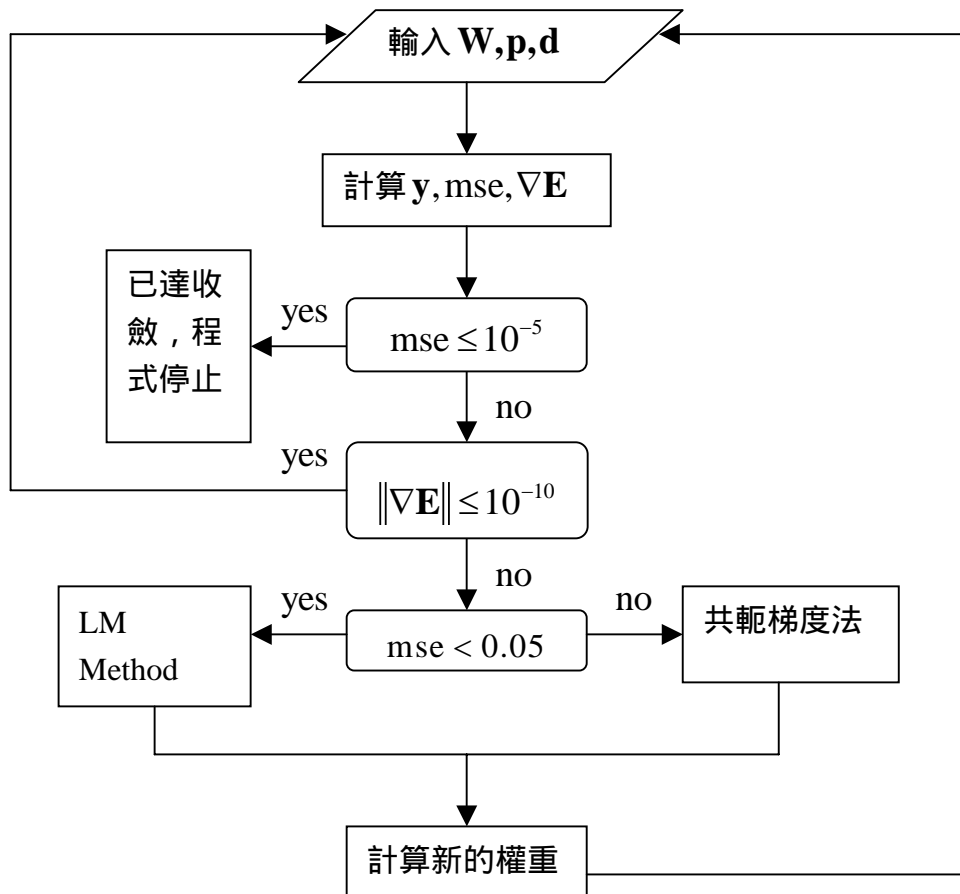 輸入 W,p,d
計算 y, mse, ∇E
已達收
斂，程
式停止
yes
mse ≤ 10⁻⁵
no
yes
‖∇E‖ ≤ 10⁻¹⁰
no
LM
Method
yes
mse < 0.05
no
共軛梯度法
計算新的權重